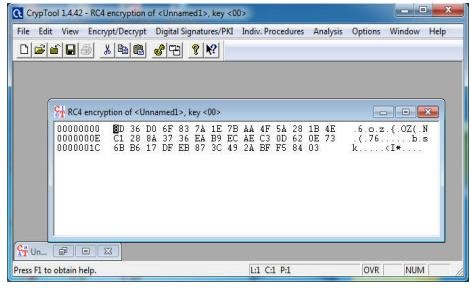 CrypTool 1.4.42 - RC4 encryption of <Unnamed1>, key <00>
File Edit View Encrypt/Decrypt Digital Signatures/PKI Indiv. Procedures Analysis Options Window Help
RC4 encryption of <Unnamed1>, key <00>
00000000 8D 36 D0 6F 83 7A 1E 7B AA 4F 5A 28 1B 4E .6.o.z.{.OZ(.N
0000000E C1 28 8A 37 36 EA B9 EC AE C3 0D 62 0E 73 .(.76......b.s
0000001C 6B B6 17 DF EB 87 3C 49 2A BF F5 84 03 k.....<I*....
Un...
Press F1 to obtain help. L:1 C:1 P:1 OVR NUM